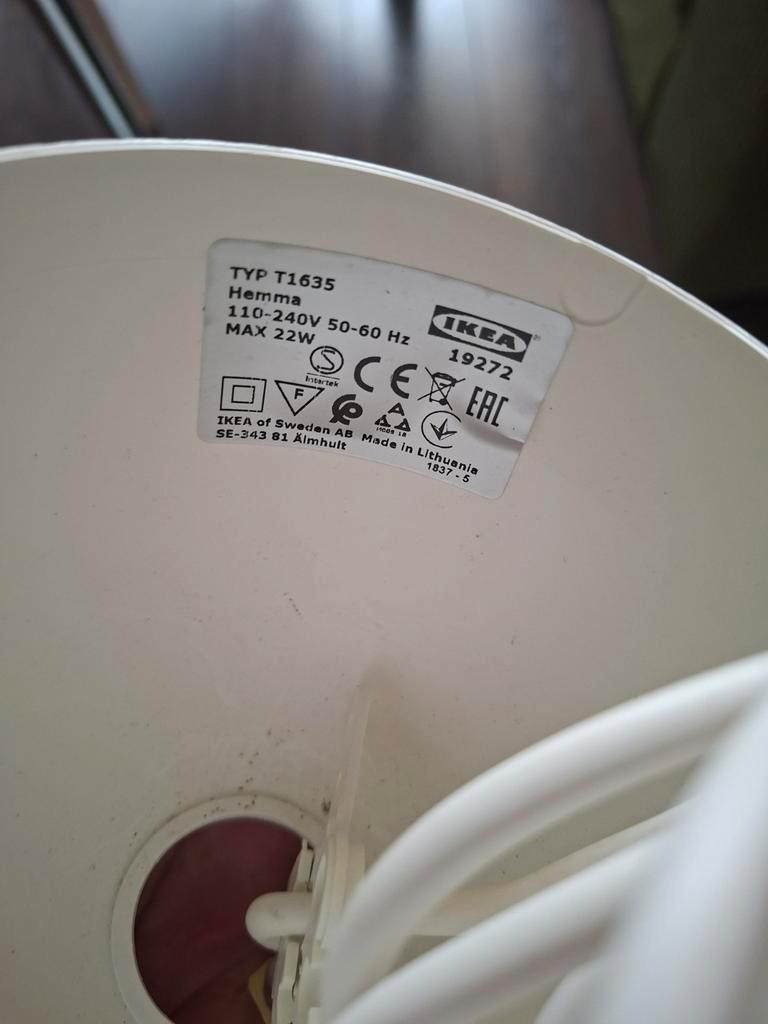 TYP T1635
Hemma
110-240V 50-60 Hz
MAX 22W
IKEA®
19272
S
Intertek
CE
EAC
F
IKEA of Sweden AB Made in Lithuania
SE-343 81 Älmhult
1837 - 5